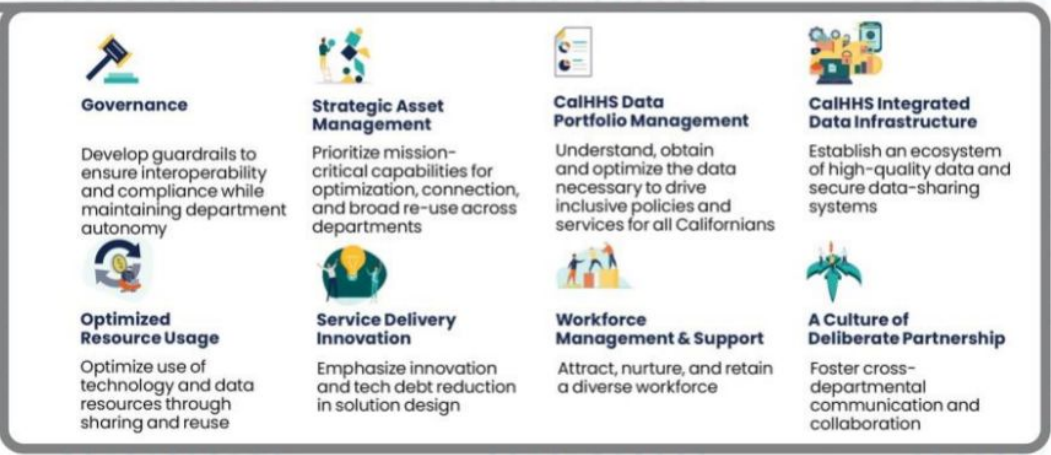 Governance
Develop guardrails to
ensure interoperability
and compliance while
maintaining department
autonomy
Strategic Asset
Management
Prioritize mission-
critical capabilities for
optimization, connection,
and broad re-use across
departments
CalHHS Data
Portfolio Management
Understand, obtain
and optimize the data
necessary to drive
inclusive policies and
services for all Californians
CalHHS Integrated
Data Infrastructure
Establish an ecosystem
of high-quality data and
secure data-sharing
systems
Optimized
Resource Usage
Optimize use of
technology and data
resources through
sharing and reuse
Service Delivery
Innovation
Emphasize innovation
and tech debt reduction
in solution design
Workforce
Management & Support
Attract, nurture, and retain
a diverse workforce
A Culture of
Deliberate Partnership
Foster cross-
departmental
communication and
collaboration